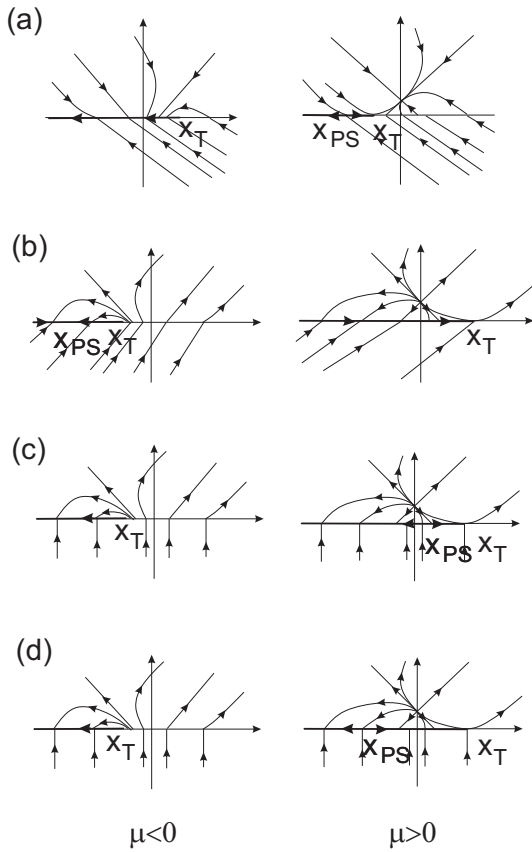 (a)
X_T
X_PS X_T
(b)
X_PS X_T
X_T
(c)
X_T
X_PS X_T
(d)
X_T
X_PS X_T
μ<0 μ>0